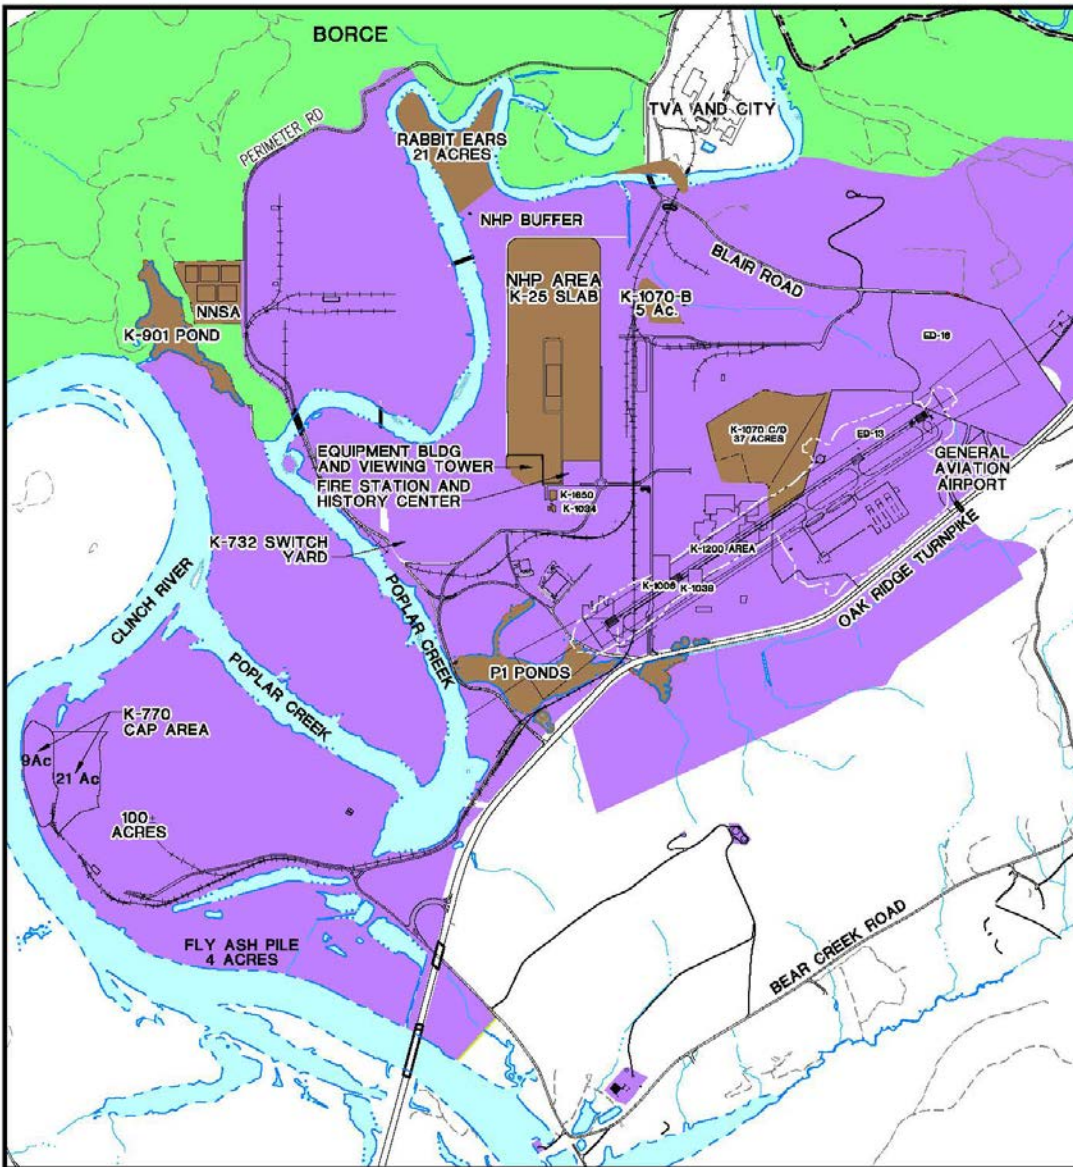 BORCE
TVA AND CITY
PERIMETER RD
RABBIT EARS
21 ACRES
NHP BUFFER
BLAIR ROAD
NHP AREA
K-25 SLAB
K-1070-B
5 Ac.
NNSA
K-901 POND
ED-16
K-1070 C/D
37 ACRES
ED-13
GENERAL
AVIATION
AIRPORT
EQUIPMENT BLDG
AND VIEWING TOWER
FIRE STATION AND
HISTORY CENTER
K-1650
K-1034
K-732 SWITCH
YARD
K-1200 AREA
OAK RIDGE TURNPIKE
CLINCH RIVER
POPLAR CREEK
K-1006
K-1039
POPLAR CREEK
P1 PONDS
K-770
CAP AREA
9Ac
21 Ac
100+
ACRES
FLY ASH PILE
4 ACRES
BEAR CREEK ROAD